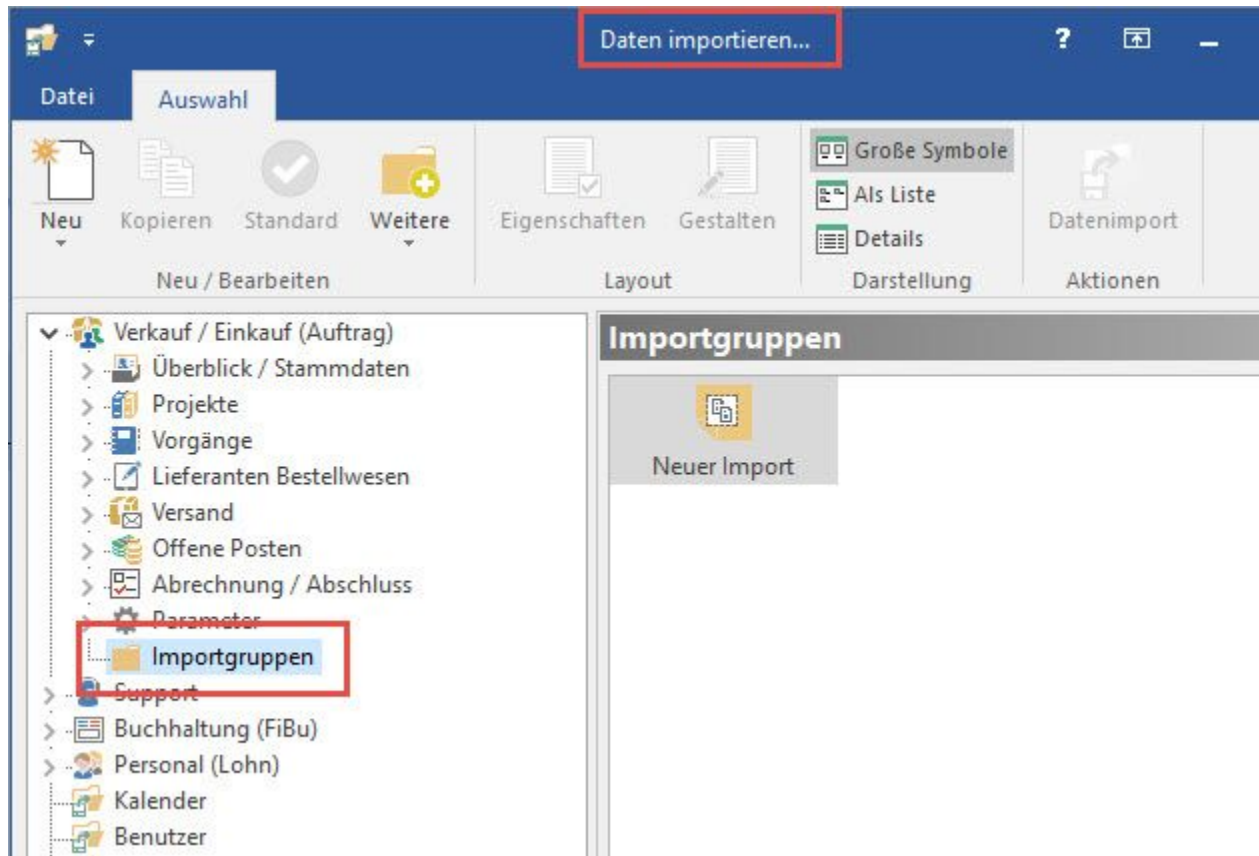 Daten importieren...
?
Datei
Auswahl
Neu
Kopieren
Standard
Weitere
Neu / Bearbeiten
Eigenschaften
Gestalten
Layout
Große Symbole
Als Liste
Details
Darstellung
Datenimport
Aktionen
Verkauf / Einkauf (Auftrag)
Überblick / Stammdaten
Projekte
Vorgänge
Lieferanten Bestellwesen
Versand
Offene Posten
Abrechnung / Abschluss
Parameter
Importgruppen
Support
Buchhaltung (FiBu)
Personal (Lohn)
Kalender
Benutzer
Importgruppen
Neuer Import